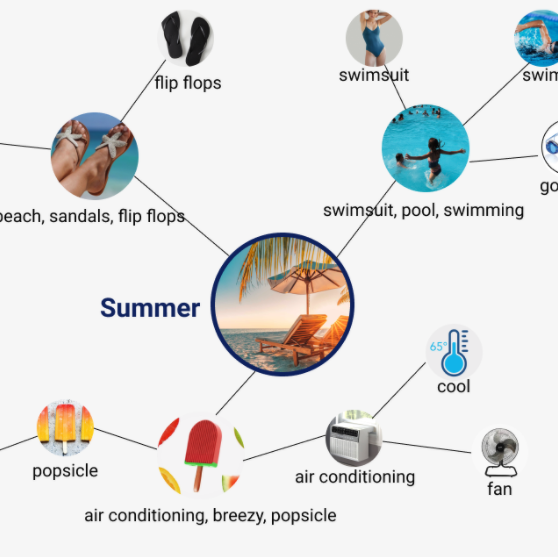 flip flops
swimsuit
swim
go
beach, sandals, flip flops
swimsuit, pool, swimming
Summer
65°
cool
popsicle
air conditioning
fan
air conditioning, breezy, popsicle